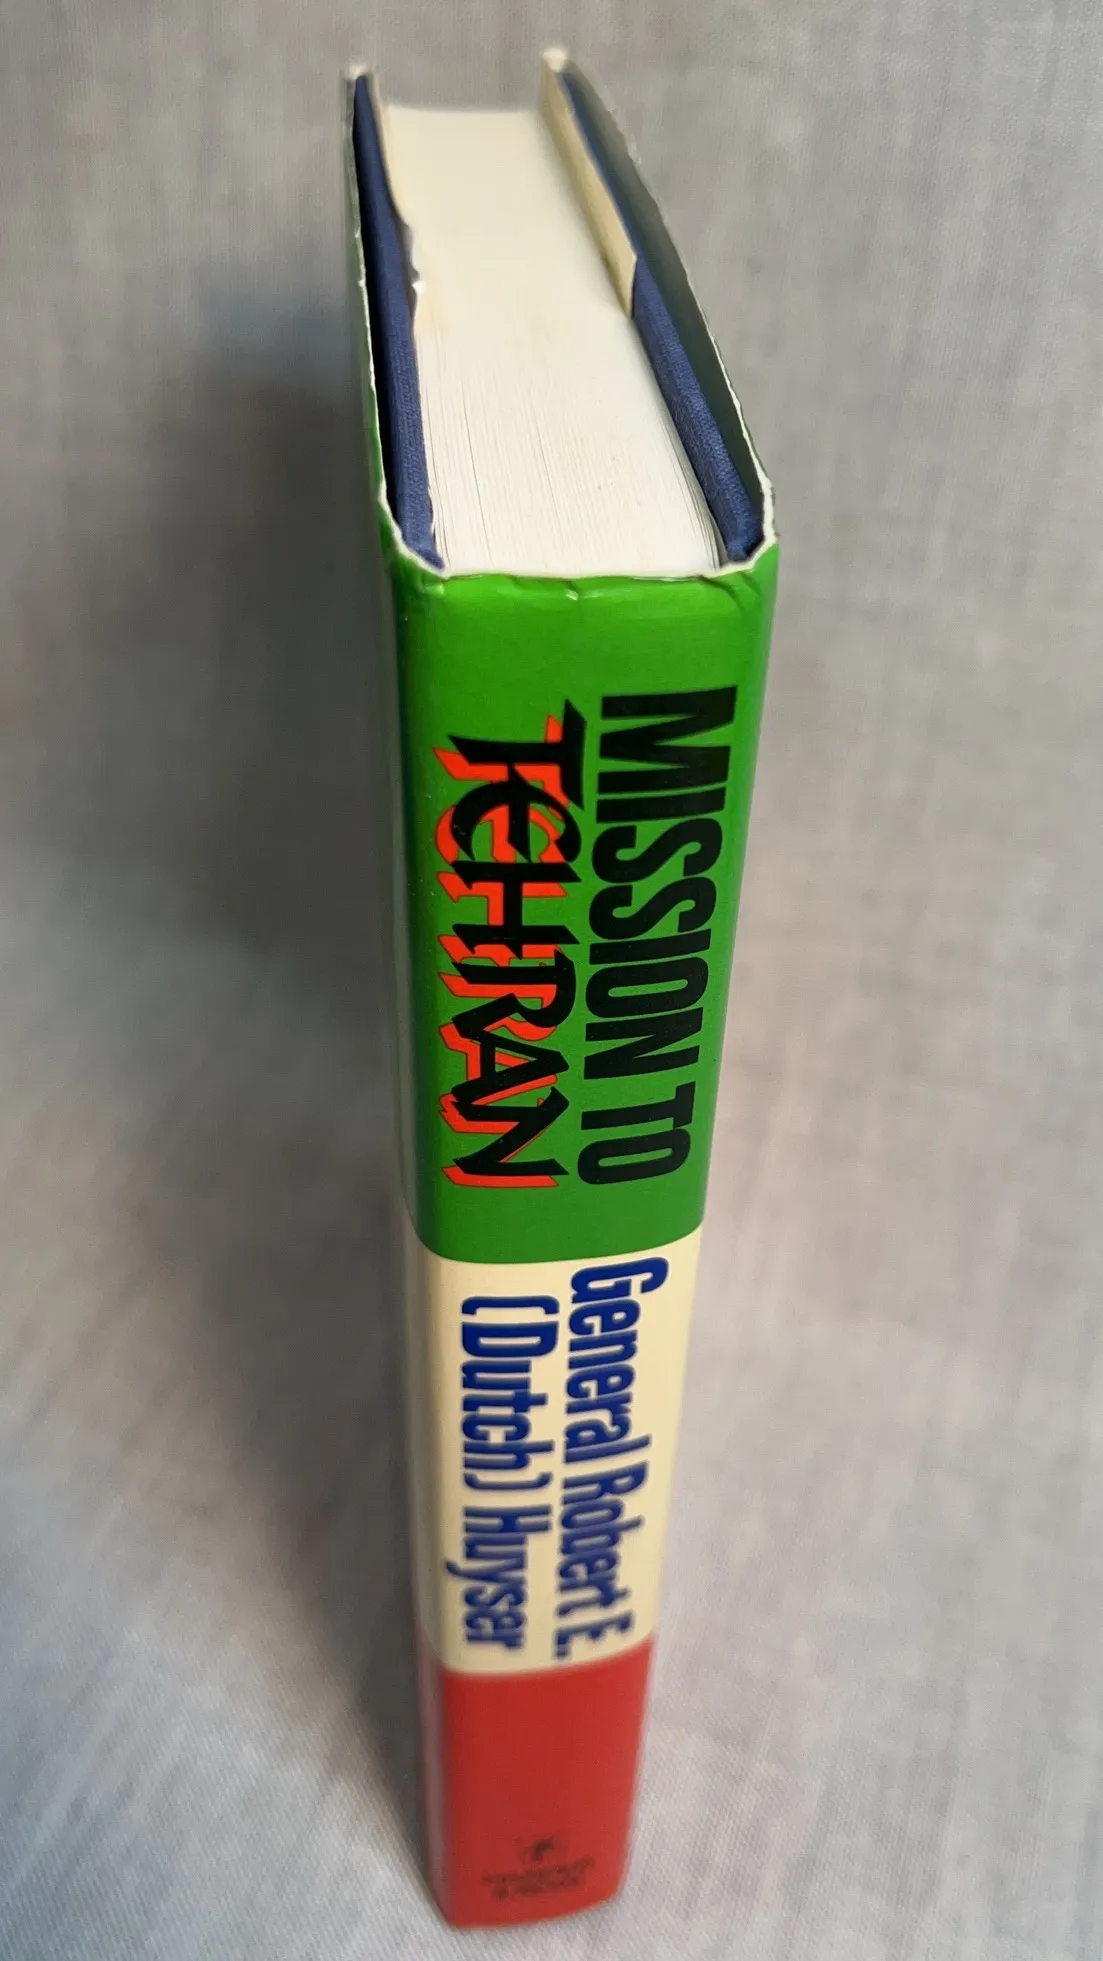 MISSION TO
TEHRAN
General Robert E.
(Dutch) Huyser